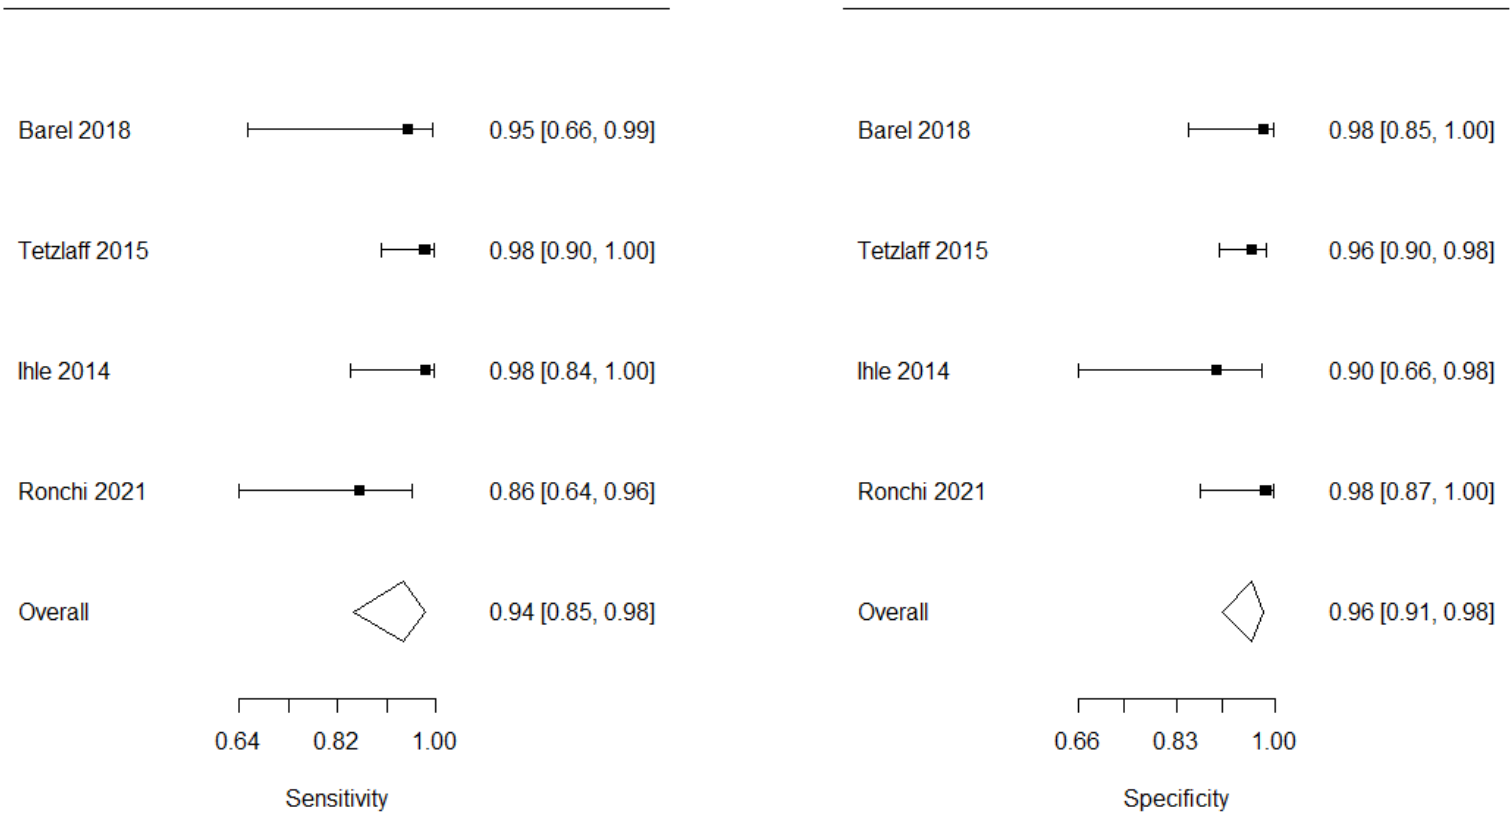 Barel 2018 0.95 [0.66, 0.99]
Tetzlaff 2015 0.98 [0.90, 1.00]
Ihle 2014 0.98 [0.84, 1.00]
Ronchi 2021 0.86 [0.64, 0.96]
Overall 0.94 [0.85, 0.98]
0.64 0.82 1.00
Sensitivity
Barel 2018 0.98 [0.85, 1.00]
Tetzlaff 2015 0.96 [0.90, 0.98]
Ihle 2014 0.90 [0.66, 0.98]
Ronchi 2021 0.98 [0.87, 1.00]
Overall 0.96 [0.91, 0.98]
0.66 0.83 1.00
Specificity